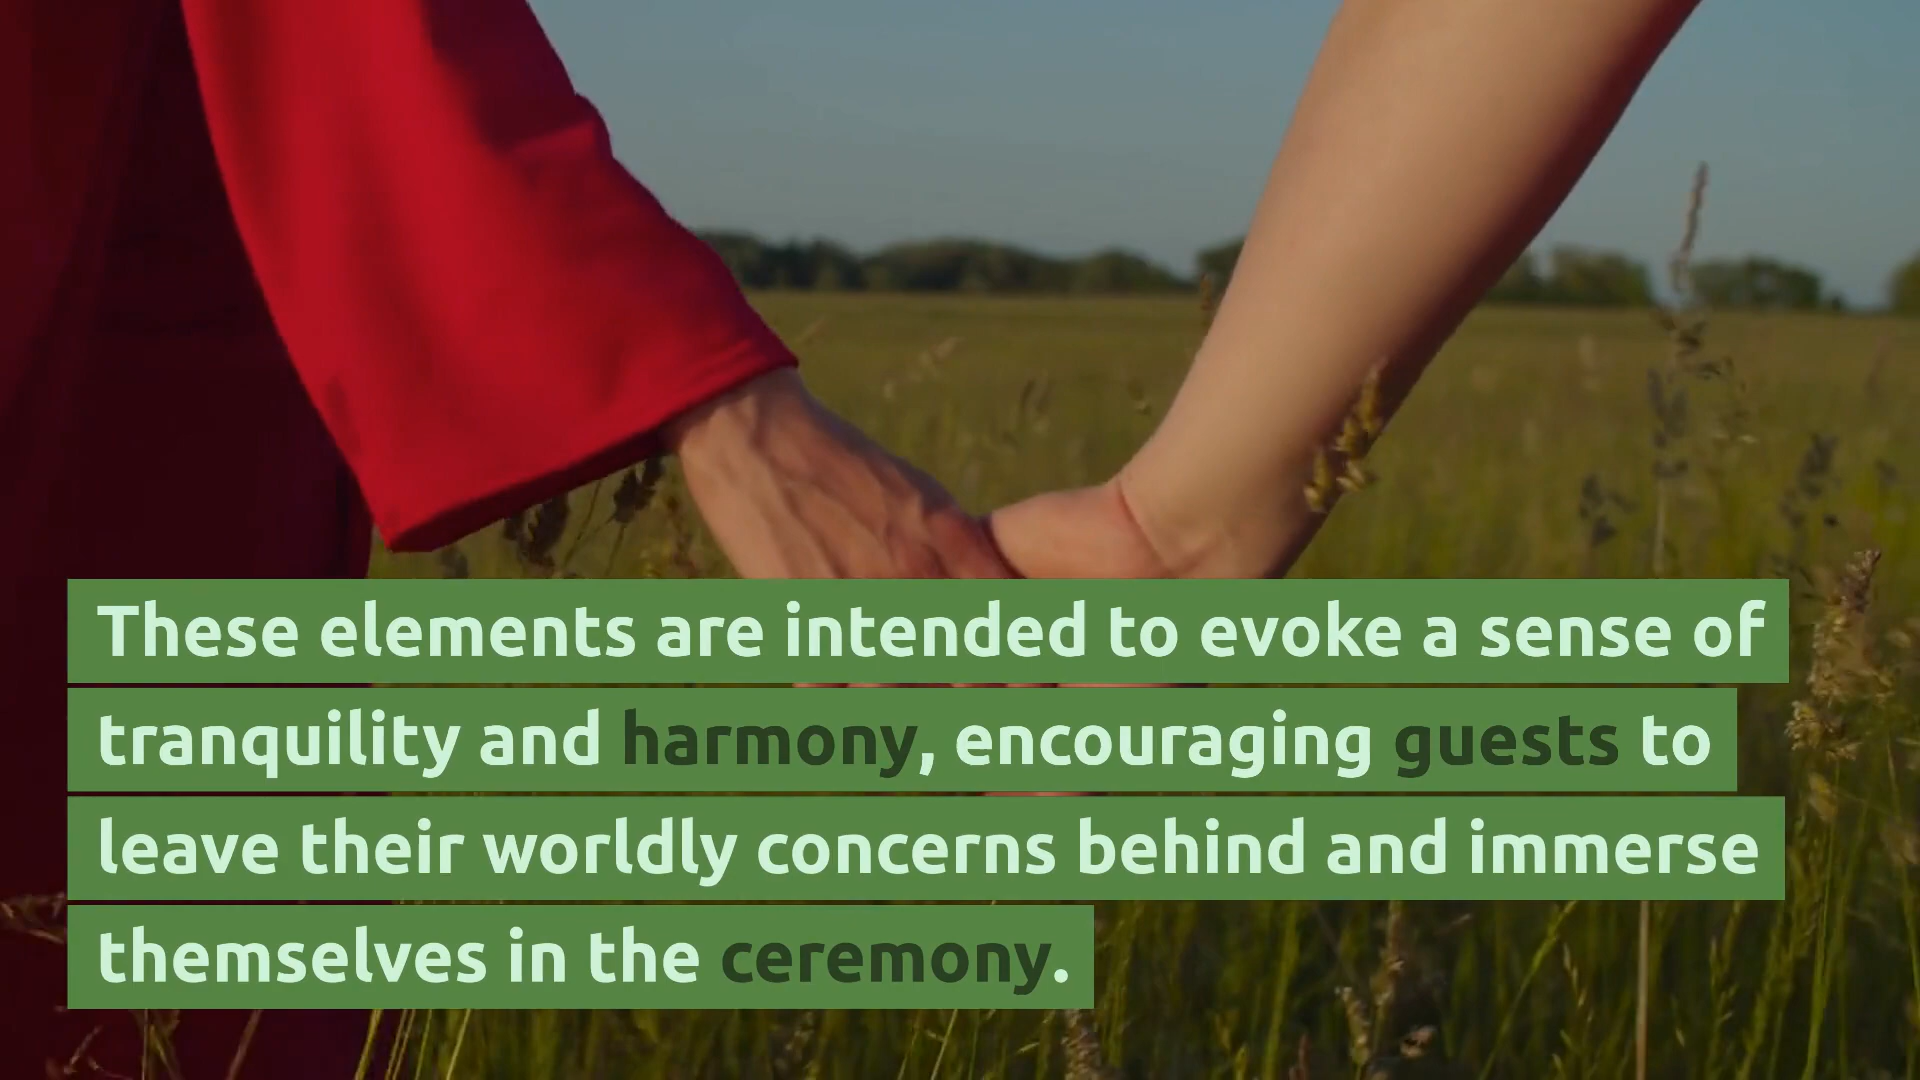 These elements are intended to evoke a sense of
tranquility and harmony, encouraging guests to
leave their worldly concerns behind and immerse
themselves in the ceremony.